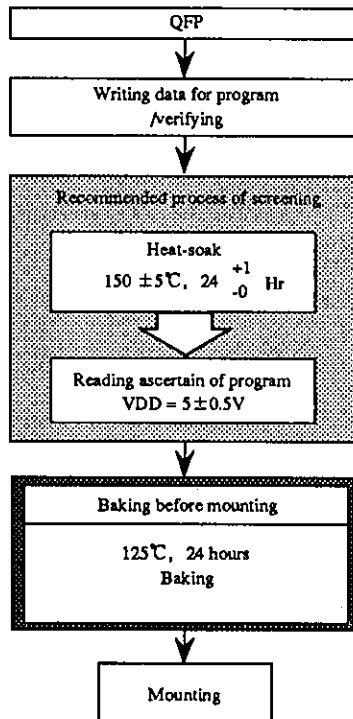 QFP
Writing data for program
/verifying
Recommended process of screening
Heat-soak
150 ±5℃, 24 +1 -0 Hr
Reading ascertain of program
VDD = 5±0.5V
Baking before mounting
125℃, 24 hours
Baking
Mounting